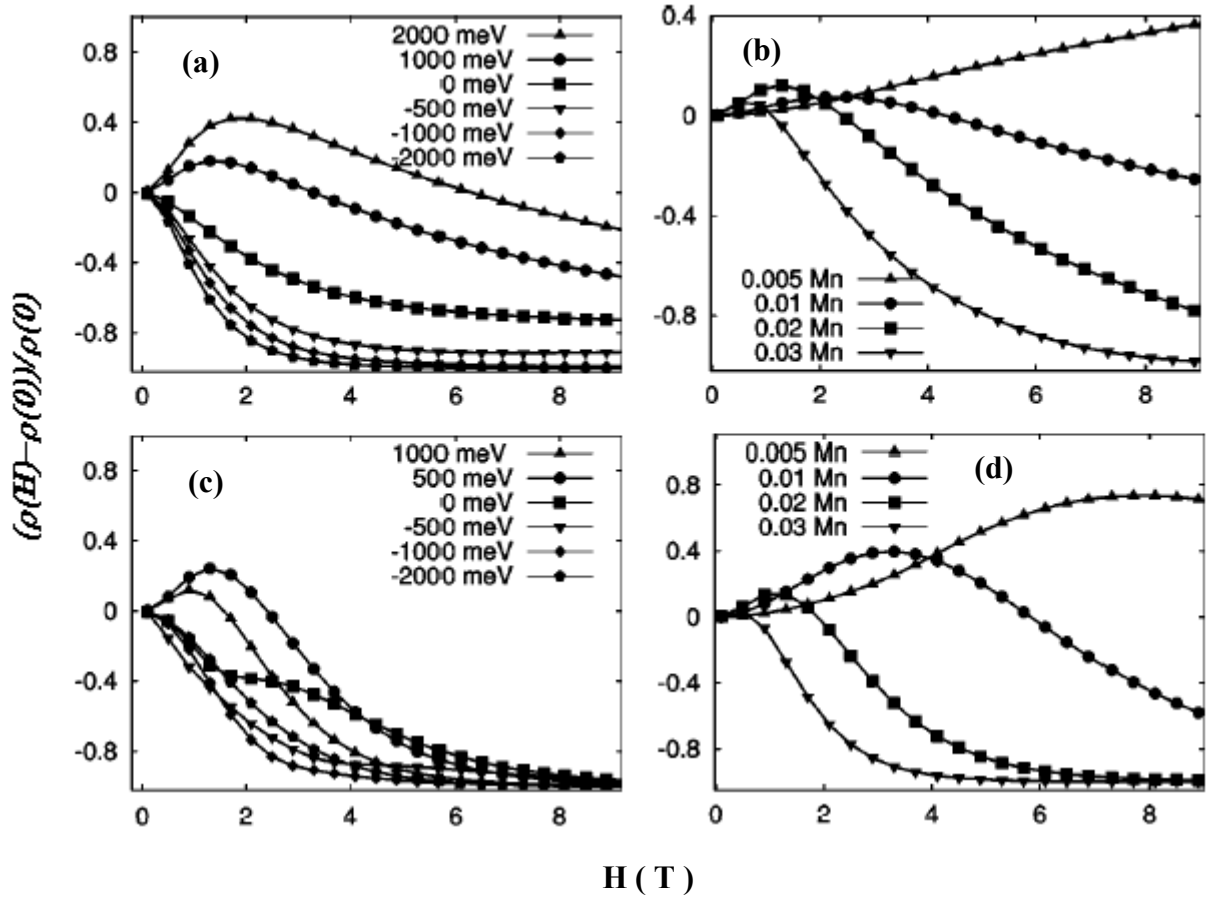 (ρ(H)–ρ(0))/ρ(0)
(a)
2000 meV
1000 meV
0 meV
-500 meV
-1000 meV
-2000 meV
0.8
0.4
0
-0.4
-0.8
0 2 4 6 8
(b)
0.005 Mn
0.01 Mn
0.02 Mn
0.03 Mn
0.4
0
-0.4
-0.8
0 2 4 6 8
(c)
1000 meV
500 meV
0 meV
-500 meV
-1000 meV
-2000 meV
0.8
0.4
0
-0.4
-0.8
0 2 4 6 8
(d)
0.005 Mn
0.01 Mn
0.02 Mn
0.03 Mn
0.8
0.4
0
-0.4
-0.8
0 2 4 6 8
H ( T )